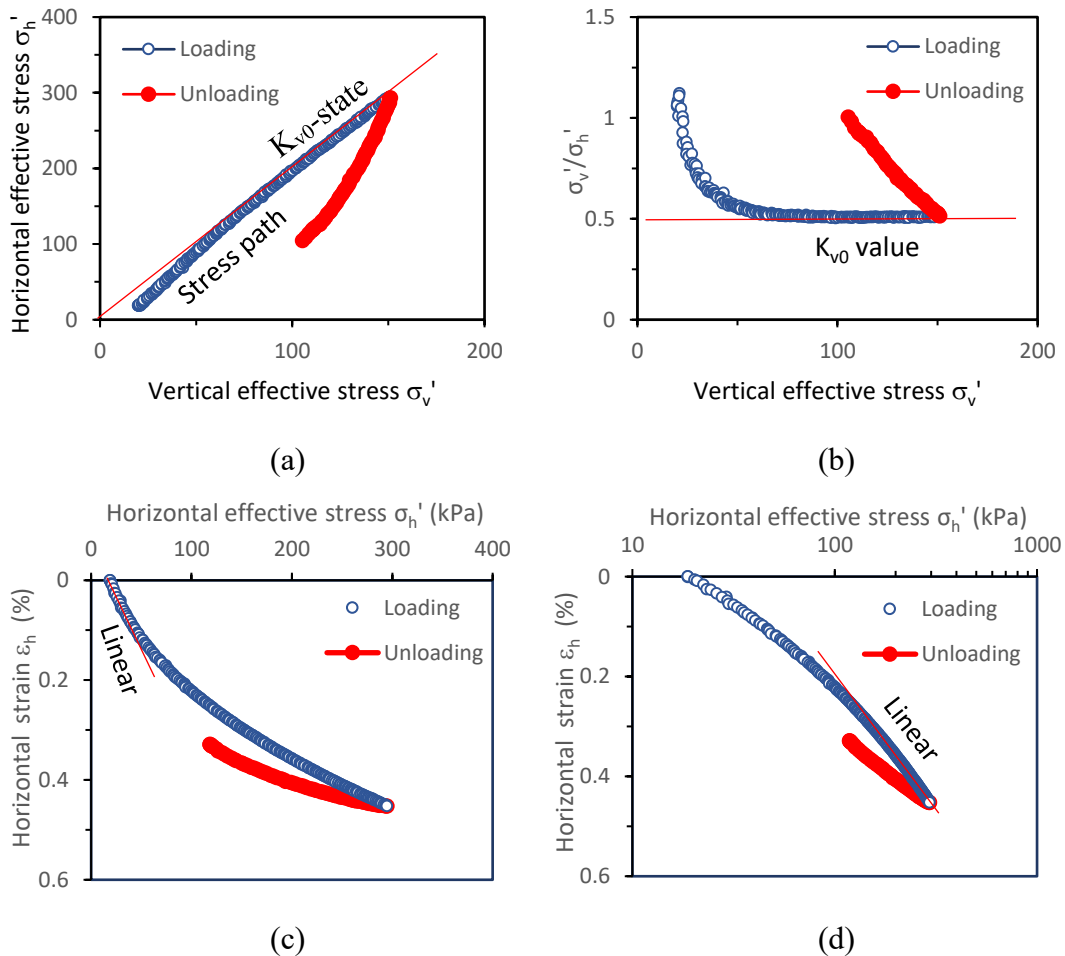 Horizontal effective stress σh'
400
300
200
100
0
Loading
Unloading
Kv0-state
Stress path
0
100
200
Vertical effective stress σv'
(a)
σv'/σh'
1.5
1
0.5
0
Loading
Unloading
Kv0 value
0
50
100
150
200
Vertical effective stress σv'
(b)
Horizontal effective stress σh' (kPa)
0
100
200
300
400
Horizontal strain εh (%)
0
0.2
0.4
0.6
Loading
Unloading
Linear
(c)
Horizontal effective stress σh' (kPa)
10
100
1000
Horizontal strain εh (%)
0
0.2
0.4
0.6
Loading
Unloading
Linear
(d)